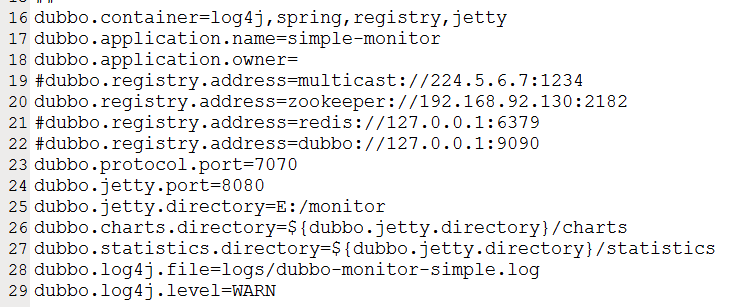 16 dubbo.container=log4j,spring,registry,jetty
17 dubbo.application.name=simple-monitor
18 dubbo.application.owner=
19 #dubbo.registry.address=multicast://224.5.6.7:1234
20 dubbo.registry.address=zookeeper://192.168.92.130:2182
21 #dubbo.registry.address=redis://127.0.0.1:6379
22 #dubbo.registry.address=dubbo://127.0.0.1:9090
23 dubbo.protocol.port=7070
24 dubbo.jetty.port=8080
25 dubbo.jetty.directory=E:/monitor
26 dubbo.charts.directory=${dubbo.jetty.directory}/charts
27 dubbo.statistics.directory=${dubbo.jetty.directory}/statistics
28 dubbo.log4j.file=logs/dubbo-monitor-simple.log
29 dubbo.log4j.level=WARN